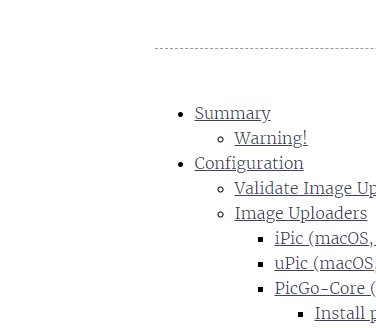 Summary
Warning!
Configuration
Validate Image Up
Image Uploaders
iPic (macOS,
uPic (macOS,
PicGo-Core (
Install p